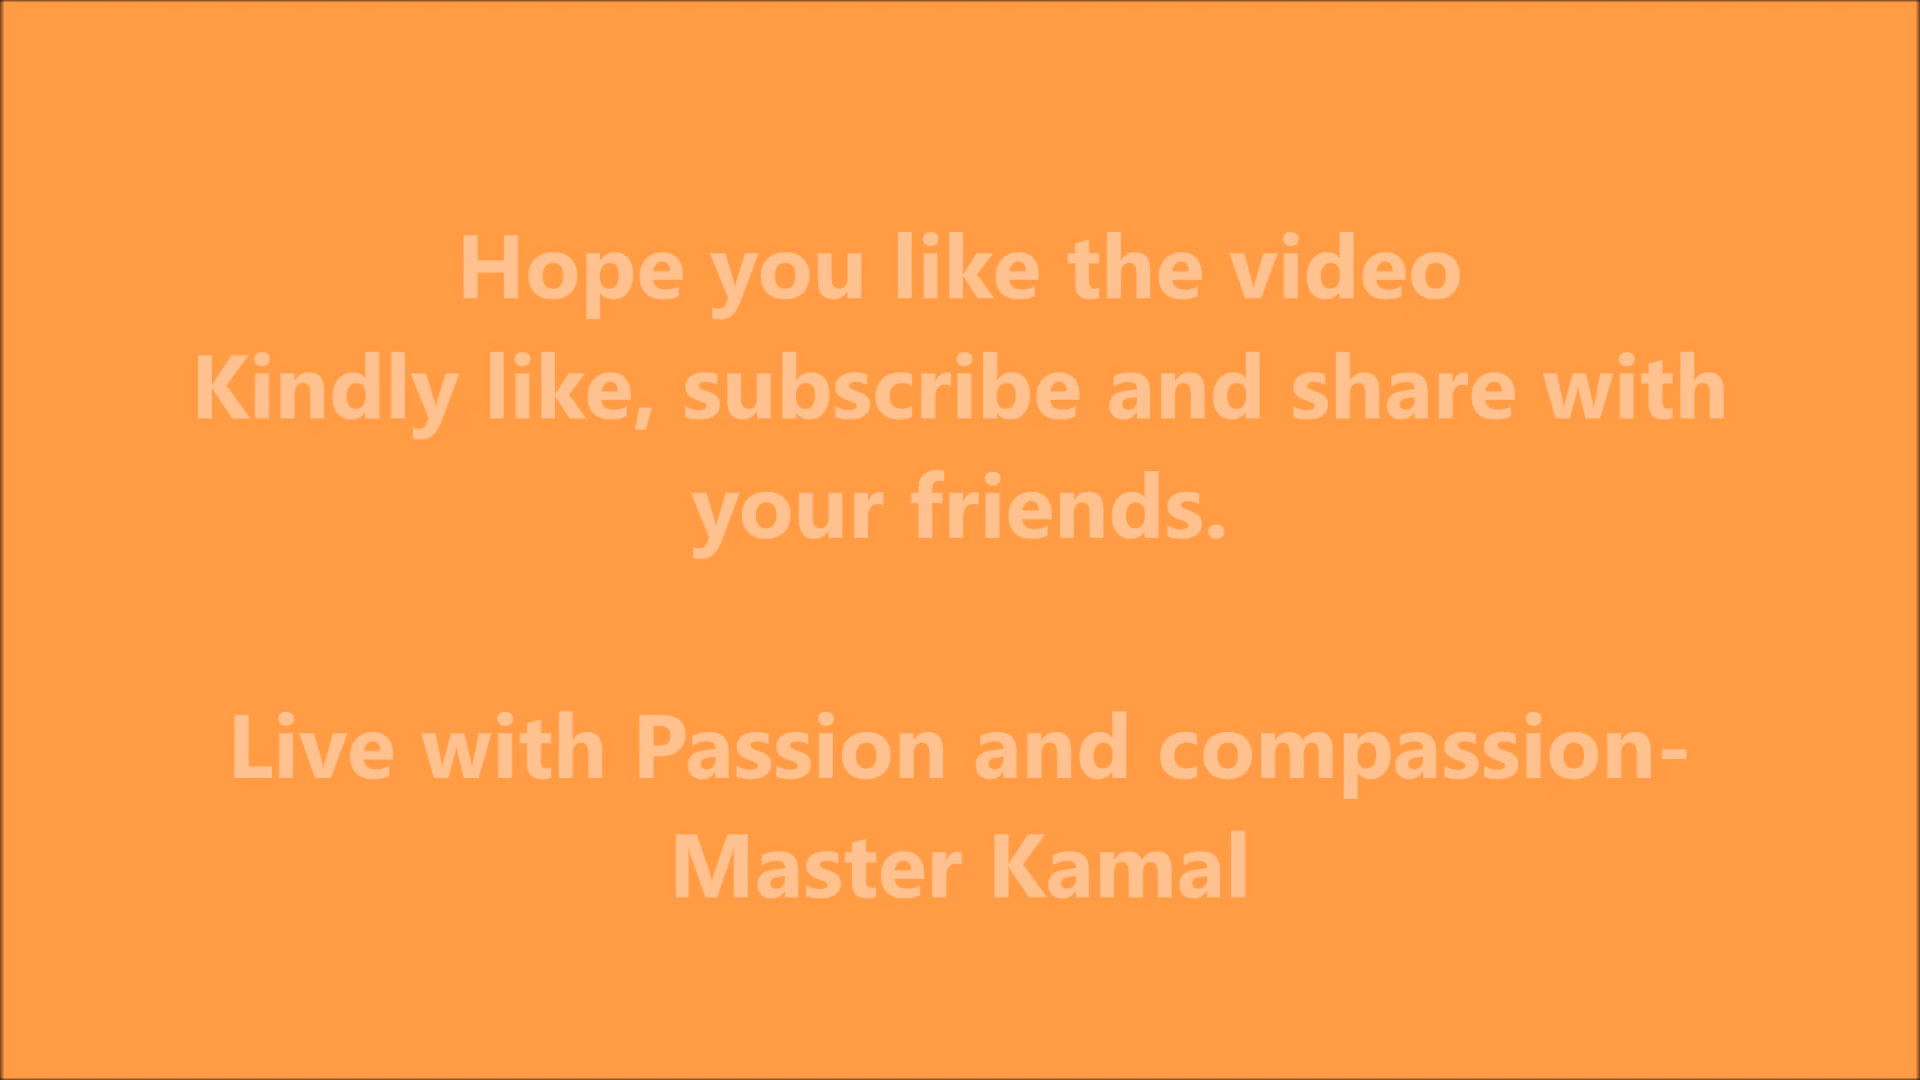 Hope you like the video
Kindly like, subscribe and share with
your friends.
Live with Passion and compassion-
Master Kamal